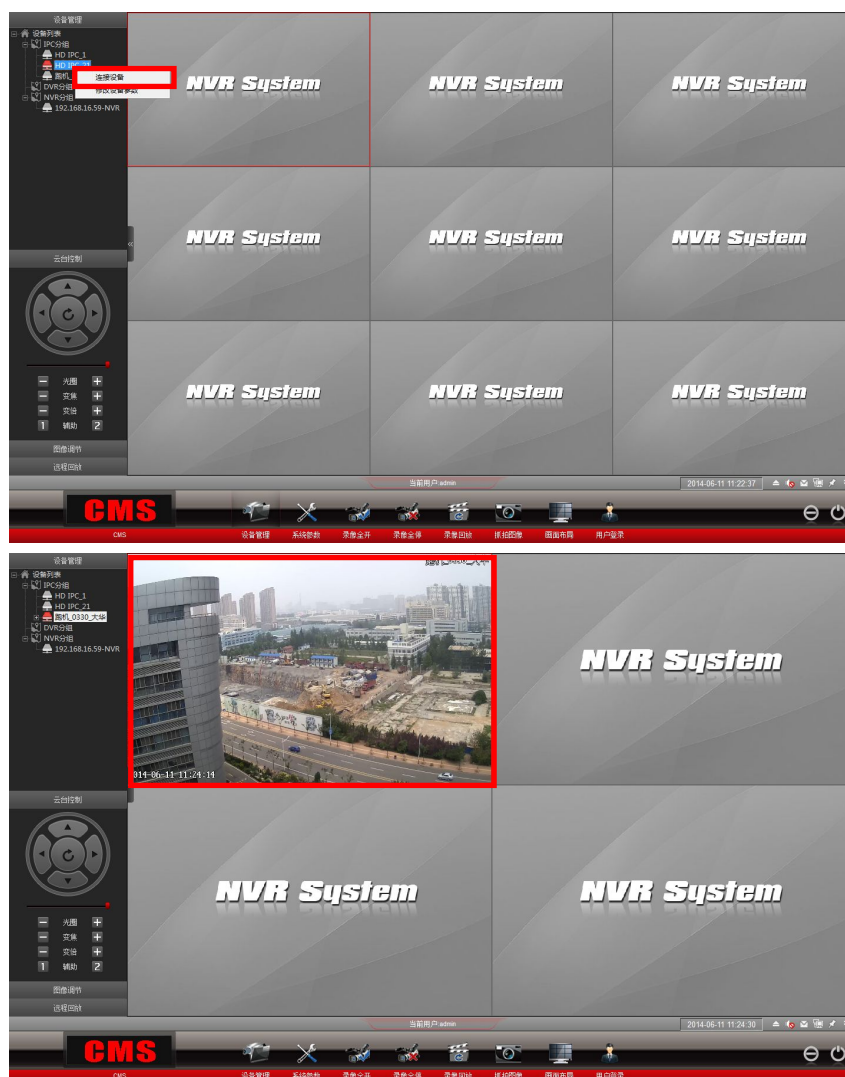 设备管理
设备列表
IPC分组
HD IPC_1
HD IPC_21
连接设备
修改设备参数
DVR分组
NVR分组
192.168.16.59-NVR
NVR System NVR System NVR System
NVR System NVR System NVR System
NVR System NVR System NVR System
云台控制
光圈
变焦
变倍
1 辅助 2
图像调节
远程回放
当前用户:admin
2014-06-11 11:22:37
CMS
CMS 设备管理 系统参数 录像全开 录像全停 录像回放 抓拍图像 画面布局 用户登录
设备管理
设备列表
IPC分组
HD IPC_1
HD IPC_21
圆机_0330_大华
DVR分组
NVR分组
192.168.16.59-NVR
014-06-11 11:24:14
NVR System
NVR System NVR System
云台控制
光圈
变焦
变倍
1 辅助 2
图像调节
远程回放
当前用户:admin
2014-06-11 11:24:30
CMS
CMS 设备管理 系统参数 录像全开 录像全停 录像回放 抓拍图像 画面布局 用户登录